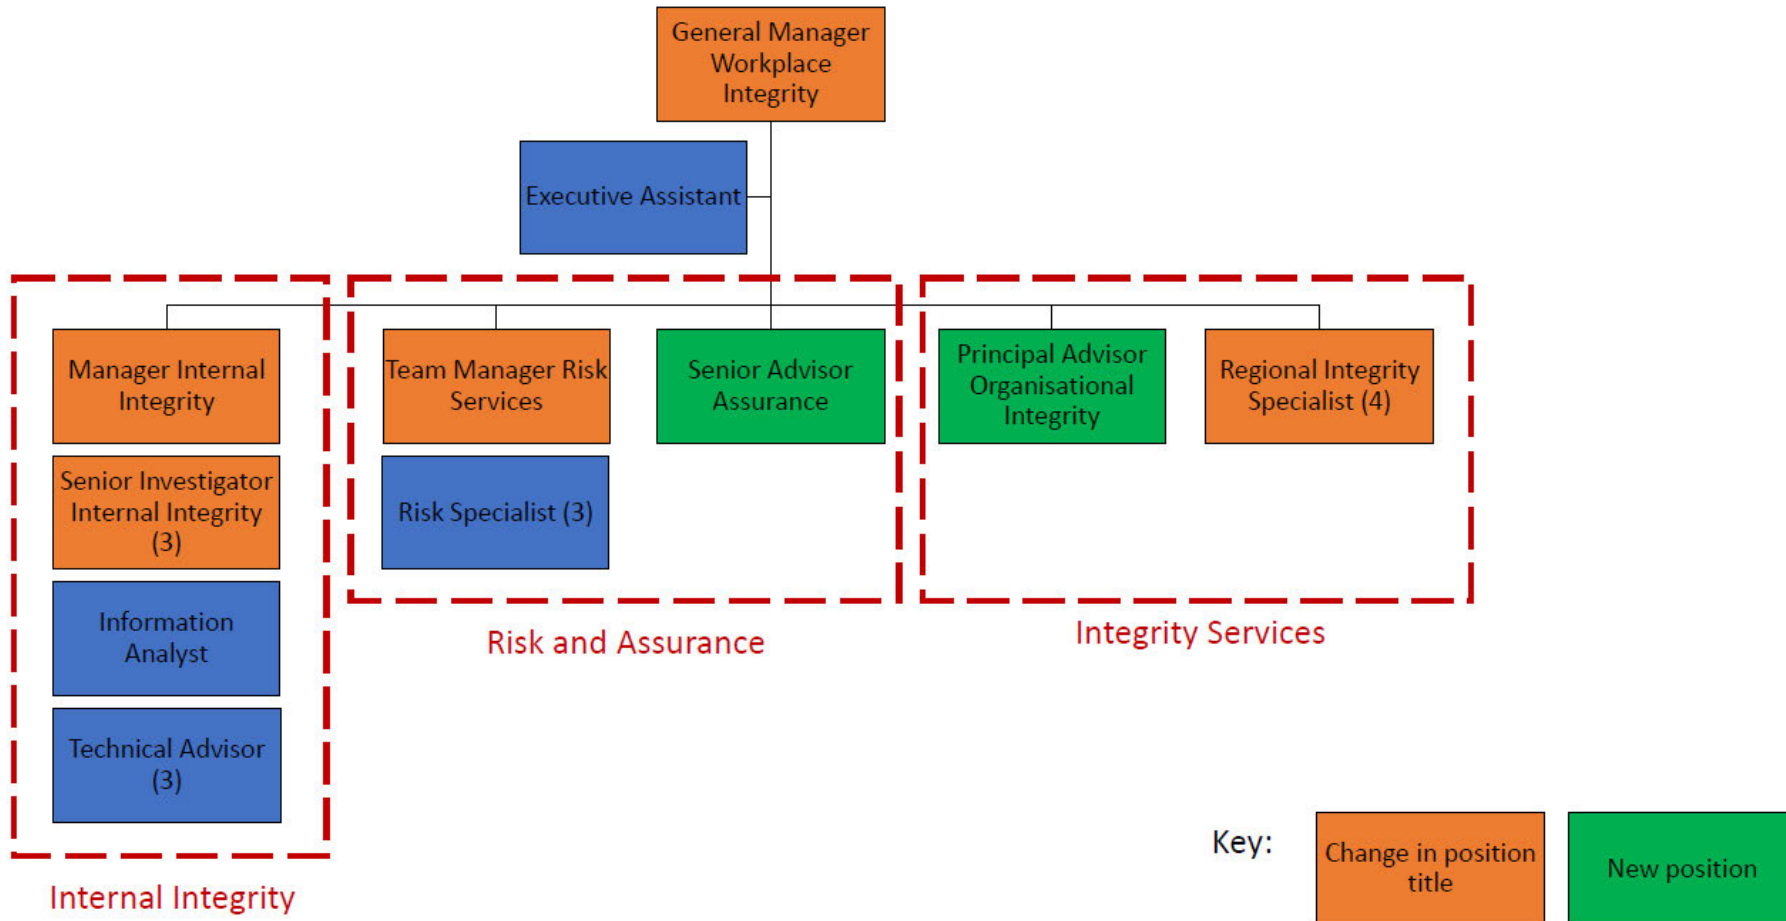 General Manager
Workplace
Integrity
Executive Assistant
Manager Internal
Integrity
Senior Investigator
Internal Integrity
(3)
Information
Analyst
Technical Advisor
(3)
Internal Integrity
Team Manager Risk
Services
Risk Specialist (3)
Senior Advisor
Assurance
Risk and Assurance
Principal Advisor
Organisational
Integrity
Regional Integrity
Specialist (4)
Integrity Services
Key:
Change in position
title
New position